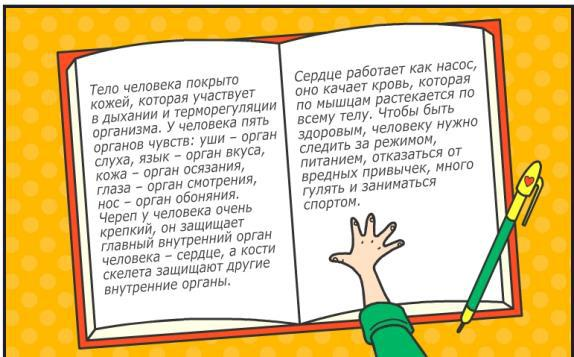 Тело человека покрыто
кожей, которая участвует
в дыхании и терморегуляции
организма. У человека пять
органов чувств: уши – орган
слуха, язык – орган вкуса,
кожа – орган осязания,
глаза – орган смотрения,
нос – орган обоняния.
Череп у человека очень
крепкий, он защищает
главный внутренний орган
человека – сердце, а кости
скелета защищают другие
внутренние органы.
Сердце работает как насос,
оно качает кровь, которая
по мышцам растекается по
всему телу. Чтобы быть
здоровым, человеку нужно
следить за режимом,
питанием, отказаться от
вредных привычек, много
гулять и заниматься
спортом.